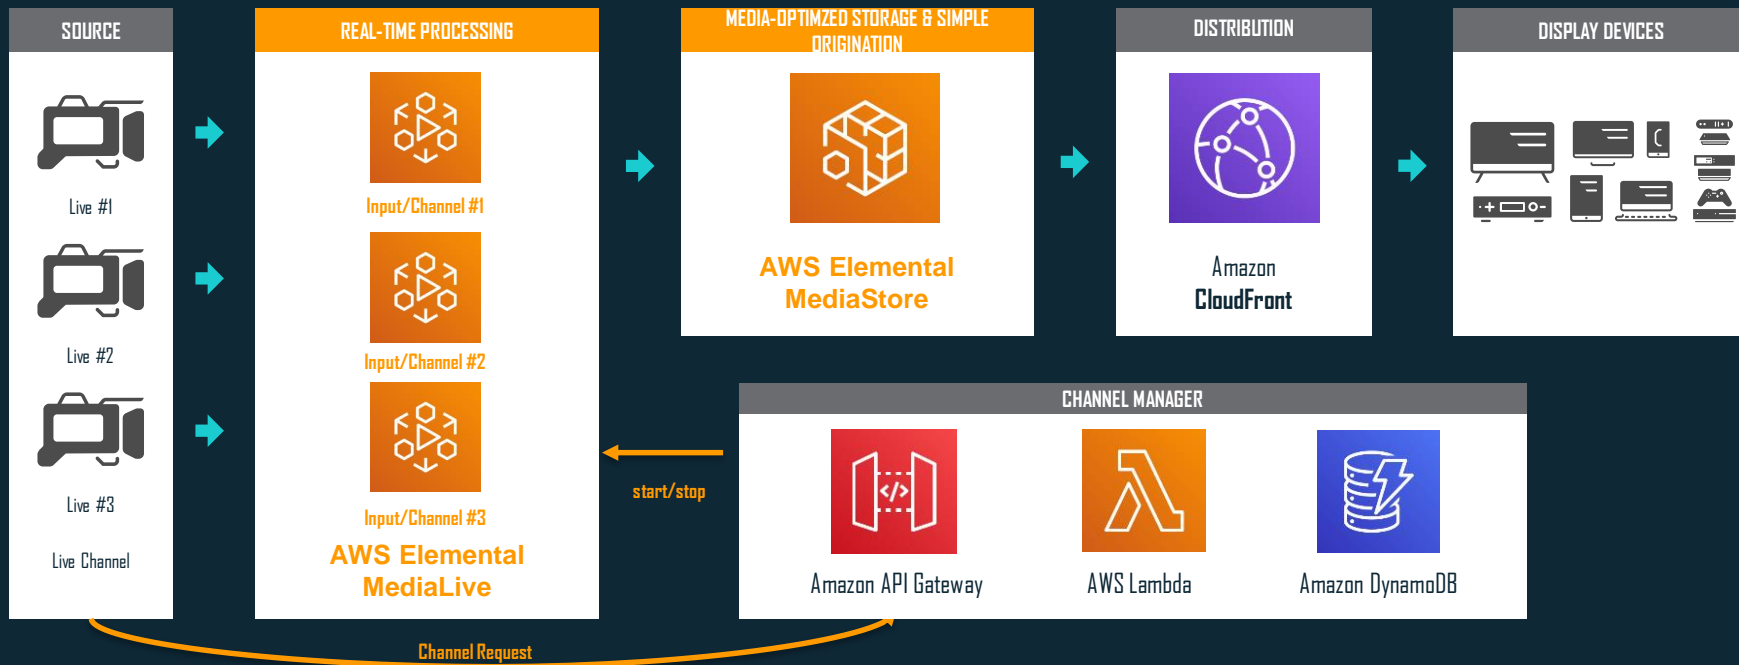 SOURCE
Live #1
Live #2
Live #3
Live Channel
REAL-TIME PROCESSING
Input/Channel #1
Input/Channel #2
Input/Channel #3
AWS Elemental
MediaLive
MEDIA-OPTIMZED STORAGE & SIMPLE
ORIGINATION
AWS Elemental
MediaStore
DISTRIBUTION
Amazon
CloudFront
DISPLAY DEVICES
CHANNEL MANAGER
start/stop
Amazon API Gateway
AWS Lambda
Amazon DynamoDB
Channel Request